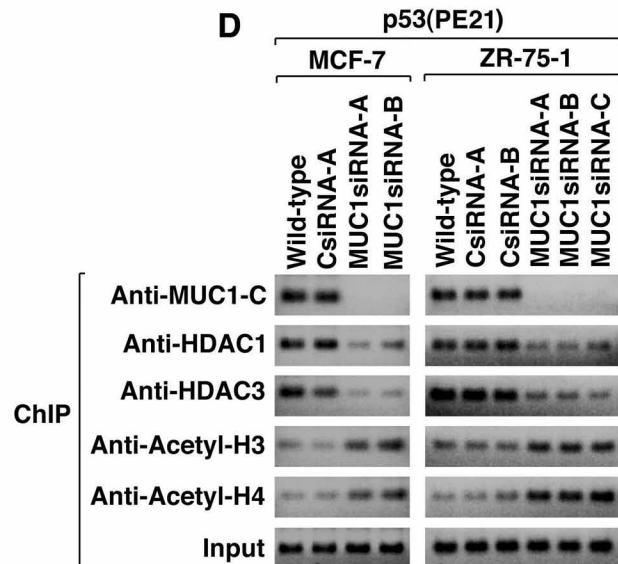 D
p53(PE21)
MCF-7 ZR-75-1
Wild-type CsiRNA-A MUC1siRNA-A MUC1siRNA-B Wild-type CsiRNA-A CsiRNA-B MUC1siRNA-A MUC1siRNA-B MUC1siRNA-C
ChIP
Anti-MUC1-C
Anti-HDAC1
Anti-HDAC3
Anti-Acetyl-H3
Anti-Acetyl-H4
Input